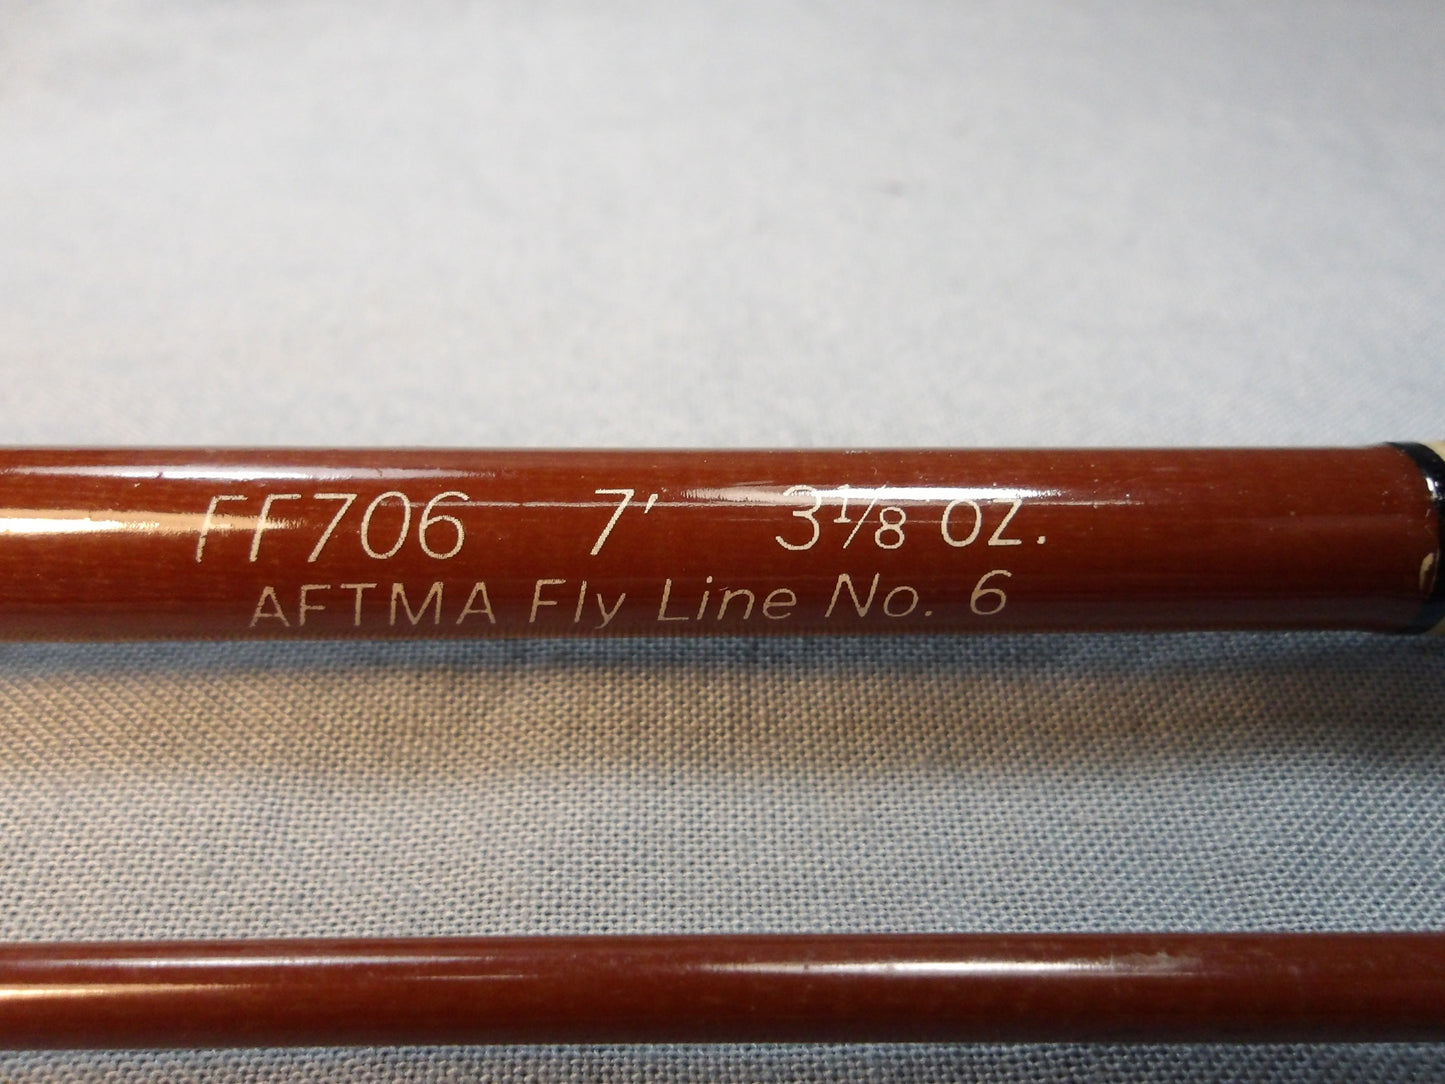 FF706 7' 3⅛ oz.
AFTMA Fly Line No. 6